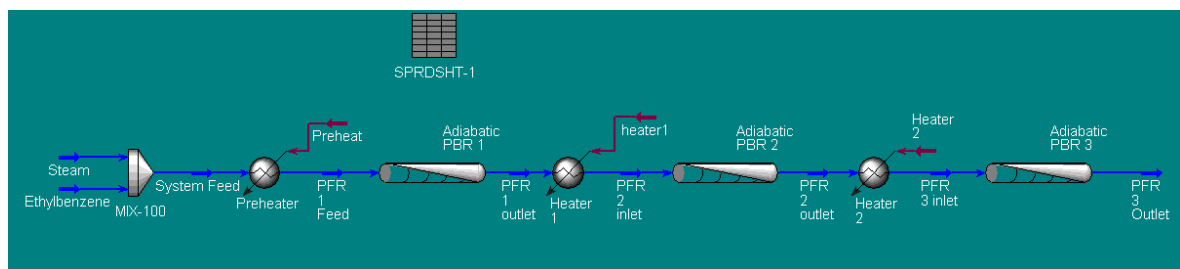 SPRDSHT-1
Steam
Ethylbenzene
MIX-100
System Feed
Preheat
Preheater
PFR
1
Feed
Adiabatic
PBR 1
PFR
1
outlet
heater1
Heater
1
PFR
2
inlet
Adiabatic
PBR 2
PFR
2
outlet
Heater
2
Heater
2
PFR
3 inlet
Adiabatic
PBR 3
PFR
3
Outlet